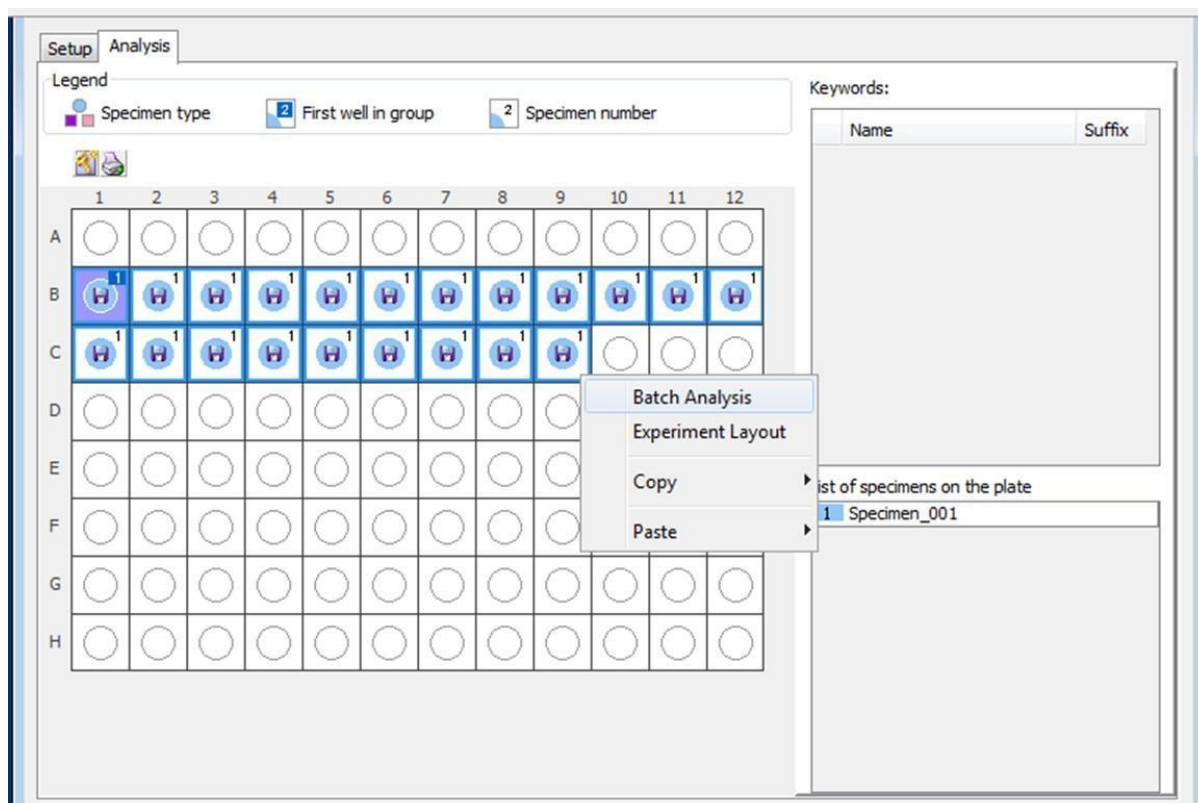 Setup Analysis
Legend
Specimen type 2 First well in group 2 Specimen number
Keywords:
Name Suffix
1 2 3 4 5 6 7 8 9 10 11 12
A
B 1 1 1 1 1 1 1 1 1 1 1 1
C 1 1 1 1 1 1 1 1 1
D
E
F
G
H
Batch Analysis
Experiment Layout
Copy
Paste
ist of specimens on the plate
1 Specimen_001